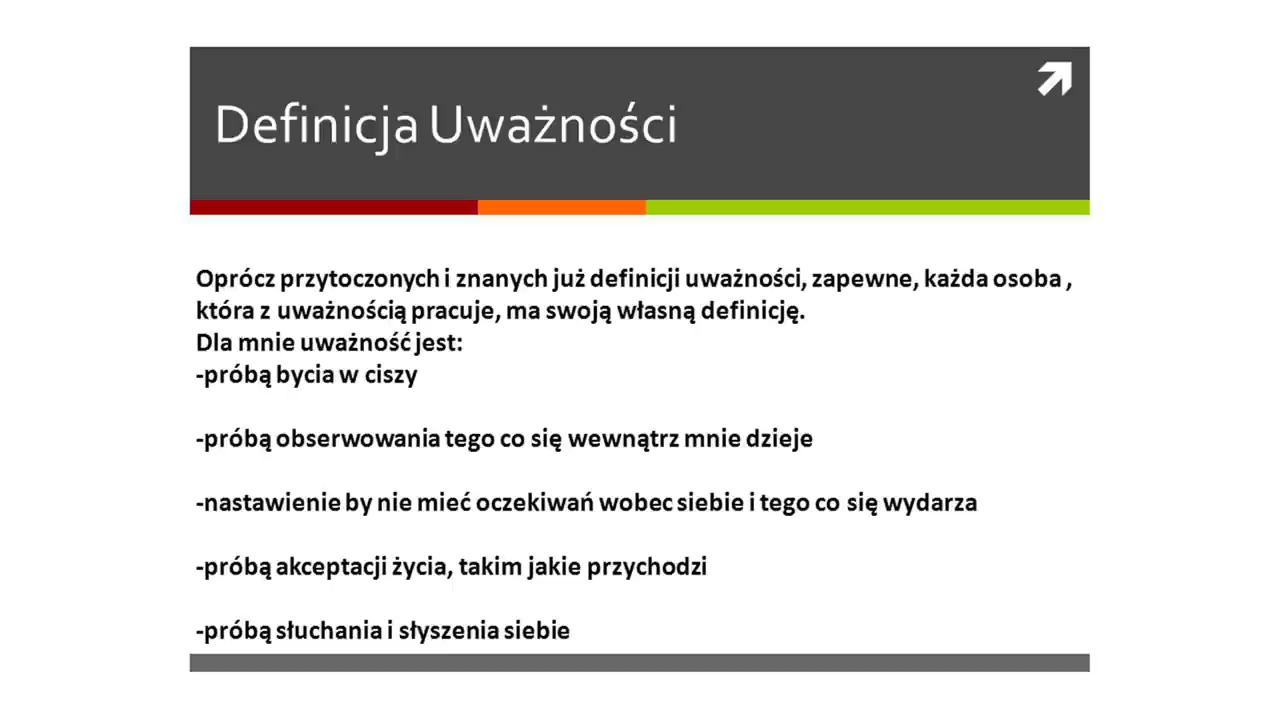 Definicja Uważności
Oprócz przytoczonych i znanych już definicji uważności, zapewne, każda osoba ,
która z uważnością pracuje, ma swoją własną definicję.
Dla mnie uważność jest:
-próbą bycia w ciszy
-próbą obserwowania tego co się wewnątrz mnie dzieje
-nastawienie by nie mieć oczekiwań wobec siebie i tego co się wydarza
-próbą akceptacji życia, takim jakie przychodzi
-próbą słuchania i słyszenia siebie